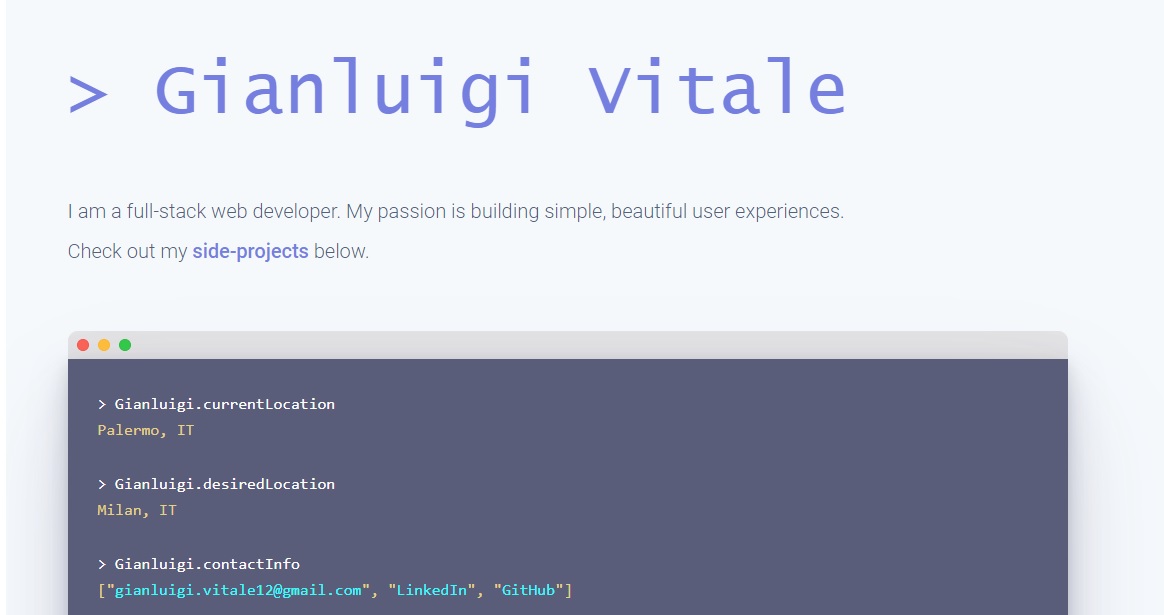 > Gianluigi Vitale
I am a full-stack web developer. My passion is building simple, beautiful user experiences.
Check out my side-projects below.
> Gianluigi.currentLocation
Palermo, IT
> Gianluigi.desiredLocation
Milan, IT
> Gianluigi.contactInfo
["gianluigi.vitale12@gmail.com", "LinkedIn", "GitHub"]